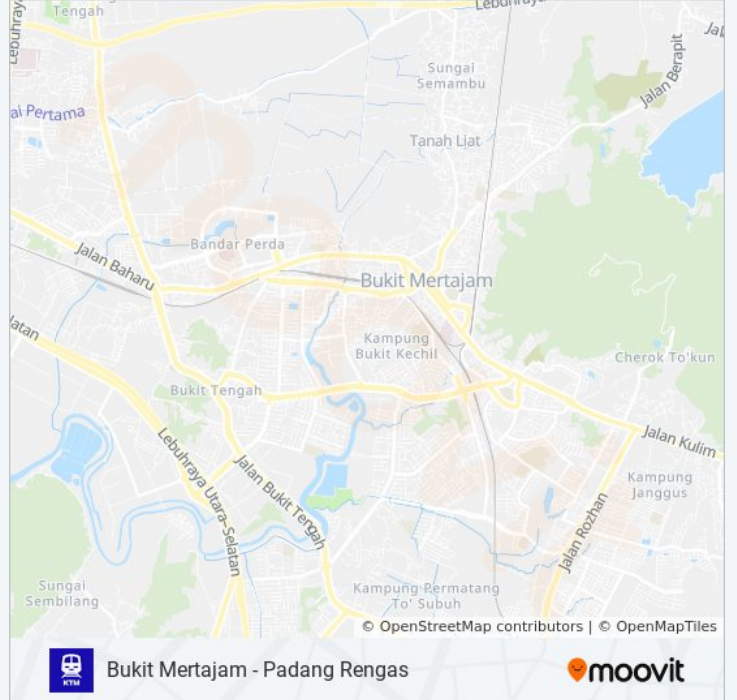 Lebuhraya
Tengah
Lebuhraya
Jal
Sungai
Semambu
Jalan Berapit
ai Pertama
Tanah Liat
Bandar Perda
Jalan Baharu
Bukit Mertajam
latan
Kampung
Bukit Kechil
Cherok To'kun
Bukit Tengah
Jalan Kulim
Lebuhraya Utara-Selatan
Jalan Bukit Tengah
Kampung
Janggus
Jalan Rozhan
Sungai
Sembilang
Kampung Permatang
To' Subuh
© OpenStreetMap contributors | © OpenMapTiles
KTM
Bukit Mertajam - Padang Rengas
moovit